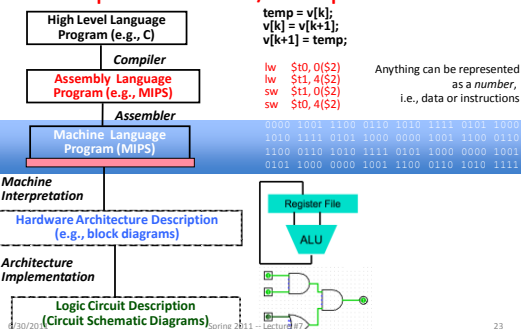 High Level Language
Program (e.g., C)
temp = v[k];
v[k] = v[k+1];
v[k+1] = temp;
Compiler
Assembly Language
Program (e.g., MIPS)
lw $t0, 0($2)
lw $t1, 4($2)
sw $t1, 0($2)
sw $t0, 4($2)
Anything can be represented
as a number,
i.e., data or instructions
Assembler
Machine Language
Program (MIPS)
0000 1001 1100 0110 1010 1111 0101 1000
1010 1111 0101 1000 0000 1001 1100 0110
1100 0110 1010 1111 0101 1000 0000 1001
0101 1000 0000 1001 1100 0110 1010 1111
Machine
Interpretation
Hardware Architecture Description
(e.g., block diagrams)
Register File
ALU
Architecture
Implementation
Logic Circuit Description
(Circuit Schematic Diagrams)
Spring 2011 -- Lecture #7
23